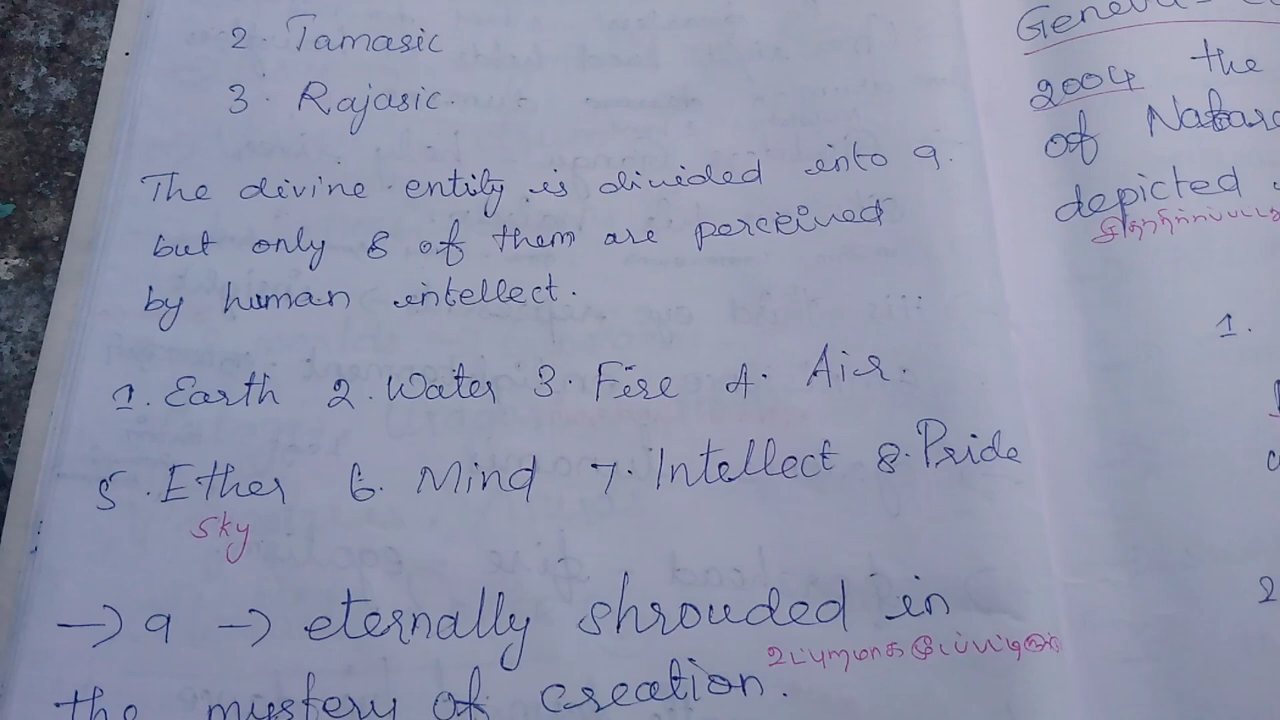 2. Tamasic
3. Rajasic.
The divine entity is divided into 9.
but only 8 of them are perceived
by human intellect.
1. Earth 2. Water 3. Fire 4. Air.
5. Ether 6. Mind 7. Intellect 8. Pride
sky
→ 9 → eternally shrouded in
the mystery of creation.
2004 the
of
depicted
1.
2